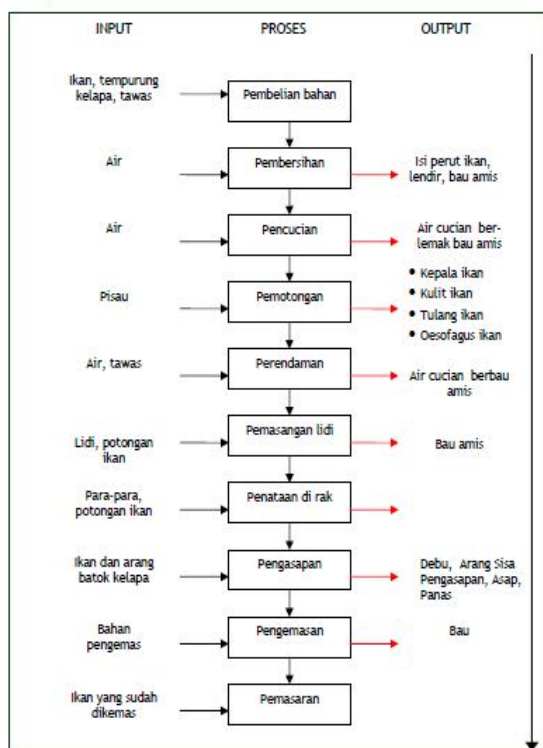 INPUT PROSES OUTPUT
Ikan, tempurung
kelapa, tawas
Pembelian bahan
Air
Pembersihan
Isi perut ikan,
lendir, bau amis
Air
Pencucian
Air cucian ber-
lemak bau amis
Pisau
Pemotongan
• Kepala ikan
• Kulit ikan
• Tulang ikan
• Oesofagus ikan
Air, tawas
Perendaman
Air cucian berbau
amis
Lidi, potongan
ikan
Pemasangan lidi
Bau amis
Para-para,
potongan ikan
Penataan di rak
Ikan dan arang
batok kelapa
Pengasapan
Debu, Arang Sisa
Pengasapan, Asap,
Panas
Bahan
pengemas
Pengemasan
Bau
Ikan yang sudah
dikemas
Pemasaran